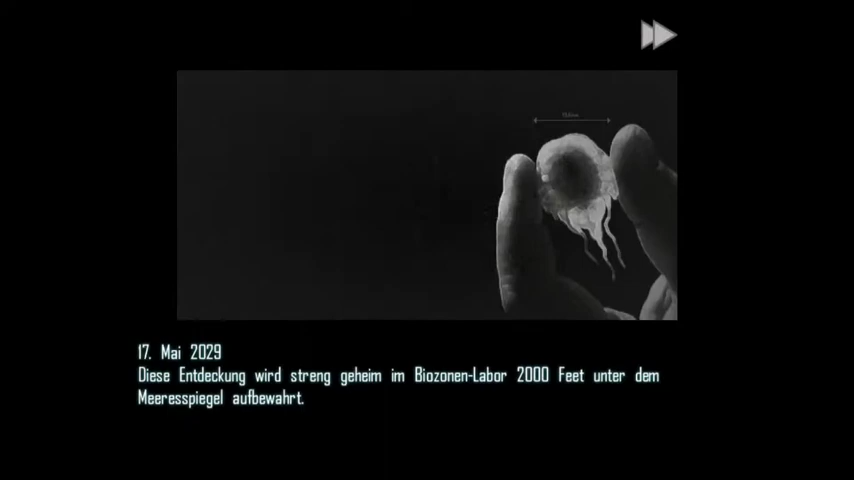 17. Mai 2029
Diese Entdeckung wird streng geheim im Biozonen-Labor 2000 Feet unter dem
Meeresspiegel aufbewahrt.